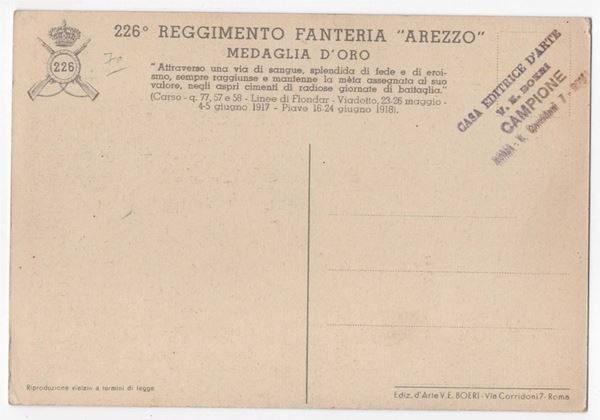 226° REGGIMENTO FANTERIA "AREZZO"
MEDAGLIA D'ORO
226
"Attraverso una via di sangue, splendida di fede e di eroi-
smo, sempre raggiunse e mantenne la mèta assegnata al suo
valore, negli aspri cimenti di radiose giornate di battaglia."
(Carso - q. 77, 57 e 58 - Linee di Flondar - Viadotto, 23-26 maggio -
4-5 giugno 1917 - Piave 16-24 giugno 1918).
CASA EDITRICE D'ARTE
V. E. BOERI
CAMPIONE
Corridoni 7 -
Riproduzione vietata a termini di legge
Ediz. d'Arte V. E. BOERI - Via Corridoni 7 - Roma